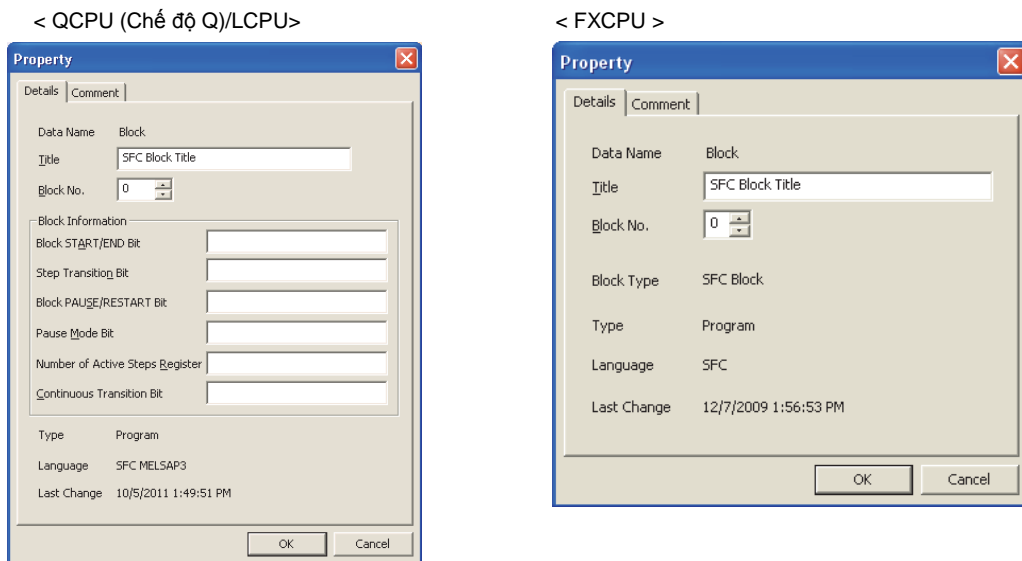 < QCPU (Chế độ Q)/LCPU>
Property
Details Comment
Data Name Block
Title SFC Block Title
Block No. 0
Block Information
Block START/END Bit
Step Transition Bit
Block PAUSE/RESTART Bit
Pause Mode Bit
Number of Active Steps Register
Continuous Transition Bit
Type Program
Language SFC MELSAP3
Last Change 10/5/2011 1:49:51 PM
OK Cancel
< FXCPU >
Property
Details Comment
Data Name Block
Title SFC Block Title
Block No. 0
Block Type SFC Block
Type Program
Language SFC
Last Change 12/7/2009 1:56:53 PM
OK Cancel